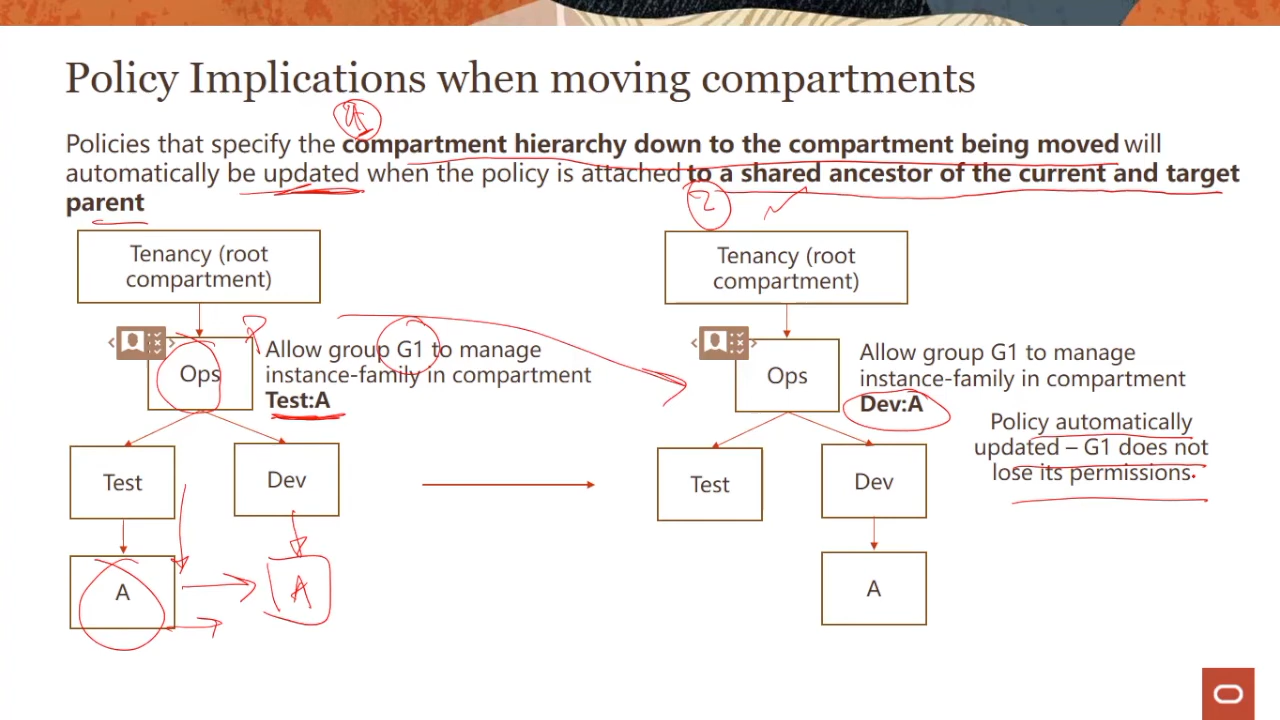 Policy Implications when moving compartments
Policies that specify the compartment hierarchy down to the compartment being moved will
automatically be updated when the policy is attached to a shared ancestor of the current and target
parent
2
Tenancy (root
compartment)
Ops
Allow group G1 to manage
instance-family in compartment
Test:A
Test
Dev
A
A
Tenancy (root
compartment)
Ops
Allow group G1 to manage
instance-family in compartment
Dev:A
Policy automatically
updated – G1 does not
lose its permissions.
Test
Dev
A